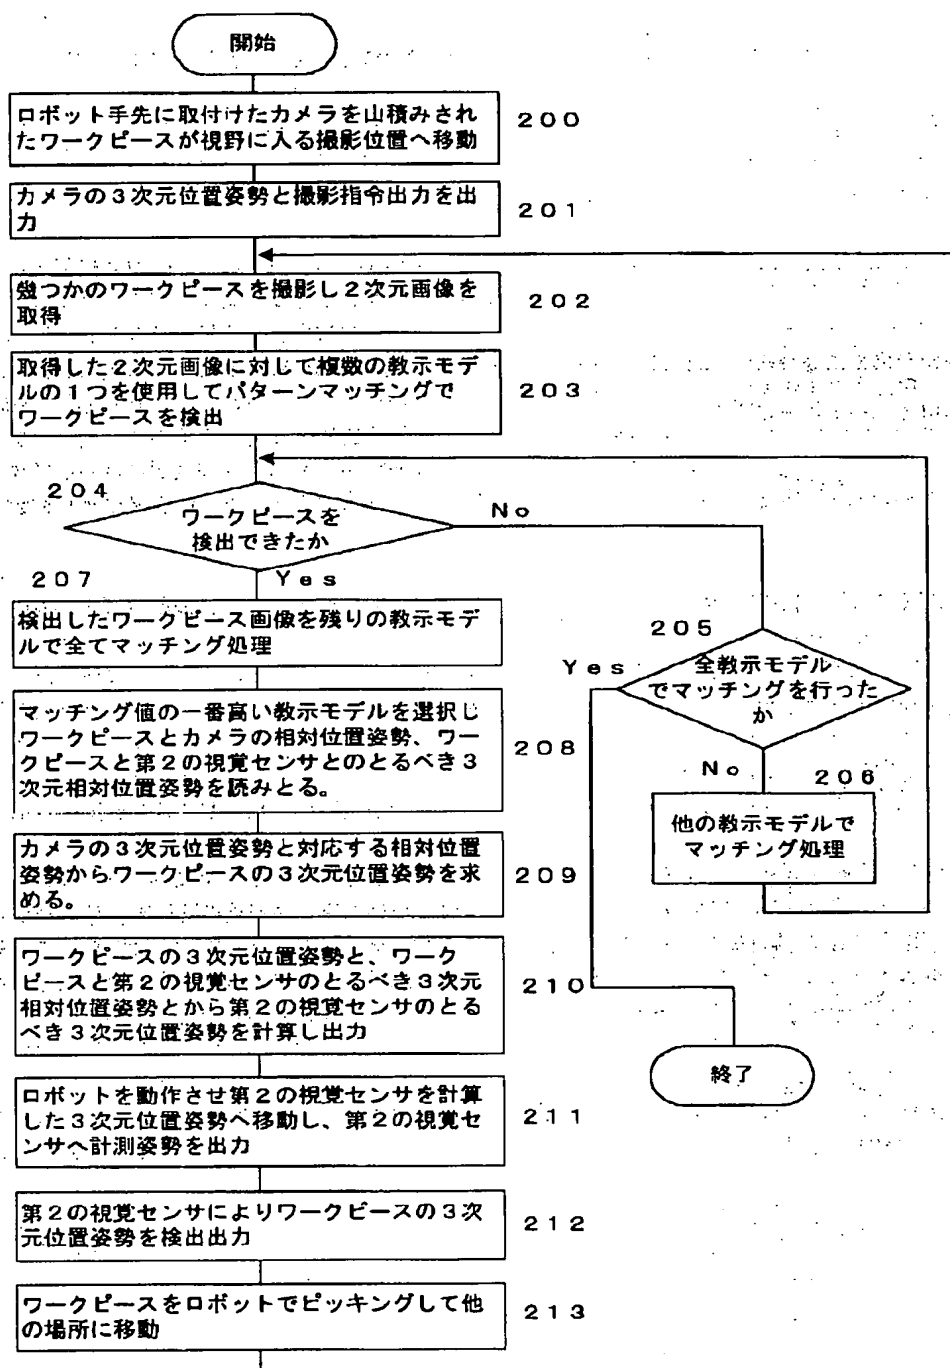 開始
ロボット手先に取付けたカメラを山積みされ
たワークピースが視野に入る撮影位置へ移動
200
カメラの3次元位置姿勢と撮影指令出力を出
力
201
幾つかのワークピースを撮影し2次元画像を
取得
202
取得した2次元画像に対して複数の教示モデ
ルの1つを使用してパターンマッチングで
ワークピースを検出
203
204
ワークピースを
検出できたか
No
Yes
205
全教示モデル
でマッチングを行った
か
Yes
No
206
他の教示モデルで
マッチング処理
207
検出したワークピース画像を残りの教示モデ
ルで全てマッチング処理
マッチング値の一番高い教示モデルを選択し
ワークピースとカメラの相対位置姿勢、ワー
クピースと第2の視覚センサとのとるべき3
次元相対位置姿勢を読みとる。
208
カメラの3次元位置姿勢と対応する相対位置
姿勢からワークピースの3次元位置姿勢を求
める。
209
ワークピースの3次元位置姿勢と、ワーク
ピースと第2の視覚センサのとるべき3次元
相対位置姿勢とから第2の視覚センサのとる
べき3次元位置姿勢を計算し出力
210
終了
ロボットを動作させ第2の視覚センサを計算
した3次元位置姿勢へ移動し、第2の視覚セ
ンサへ計測姿勢を出力
211
第2の視覚センサによりワークピースの3次
元位置姿勢を検出出力
212
ワークピースをロボットでピッキングして他
の場所に移動
213